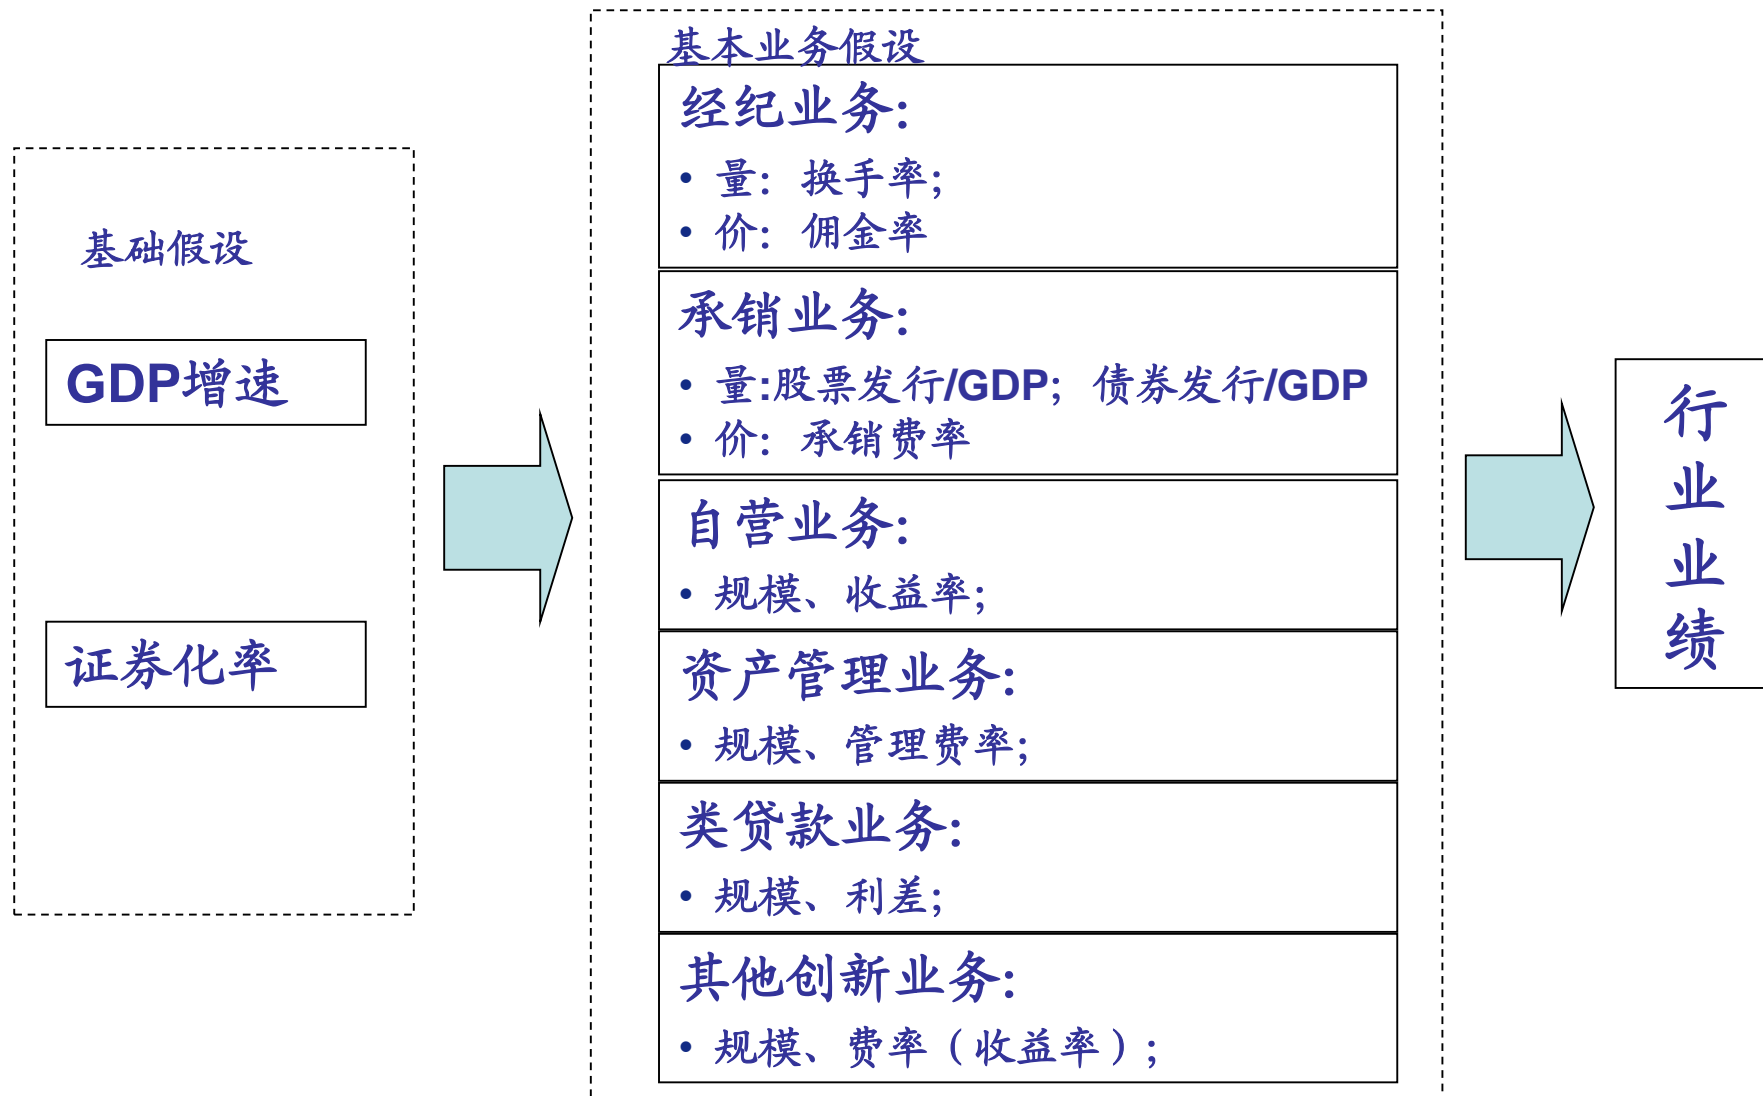 基础假设
GDP增速
证券化率
基本业务假设
经纪业务:
• 量：换手率;
• 价：佣金率
承销业务:
• 量:股票发行/GDP；债券发行/GDP
• 价：承销费率
自营业务:
• 规模、收益率;
资产管理业务:
• 规模、管理费率;
类贷款业务:
• 规模、利差;
其他创新业务:
• 规模、费率（收益率）;
行
业
业
绩